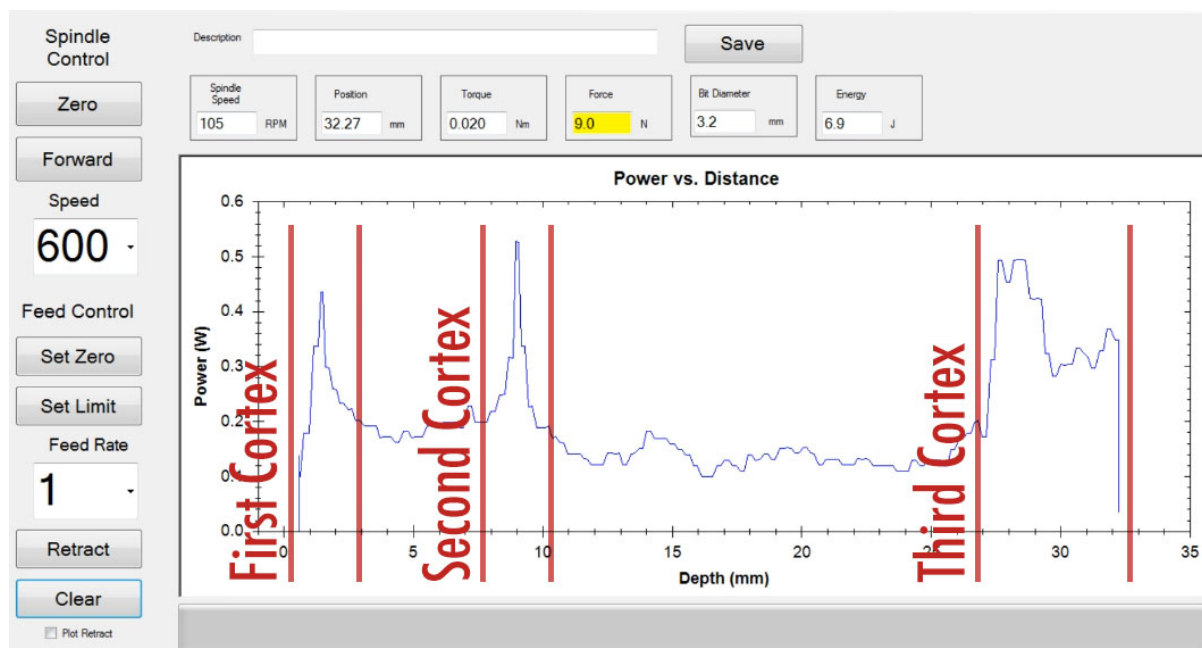 Spindle
Control
Zero
Forward
Speed
600
Feed Control
Set Zero
Set Limit
Feed Rate
1
Retract
Clear
Plot Retract
Description
Save
Spindle
Speed
105 RPM
Position
32.27 mm
Torque
0.020 Nm
Force
9.0 N
Bit Diameter
3.2 mm
Energy
6.9 J
Power vs. Distance
Power (W)
0.6
0.5
0.4
0.3
0.2
0.1
0.0
First Cortex
Second Cortex
Third Cortex
0 5 10 15 20 25 30 35
Depth (mm)